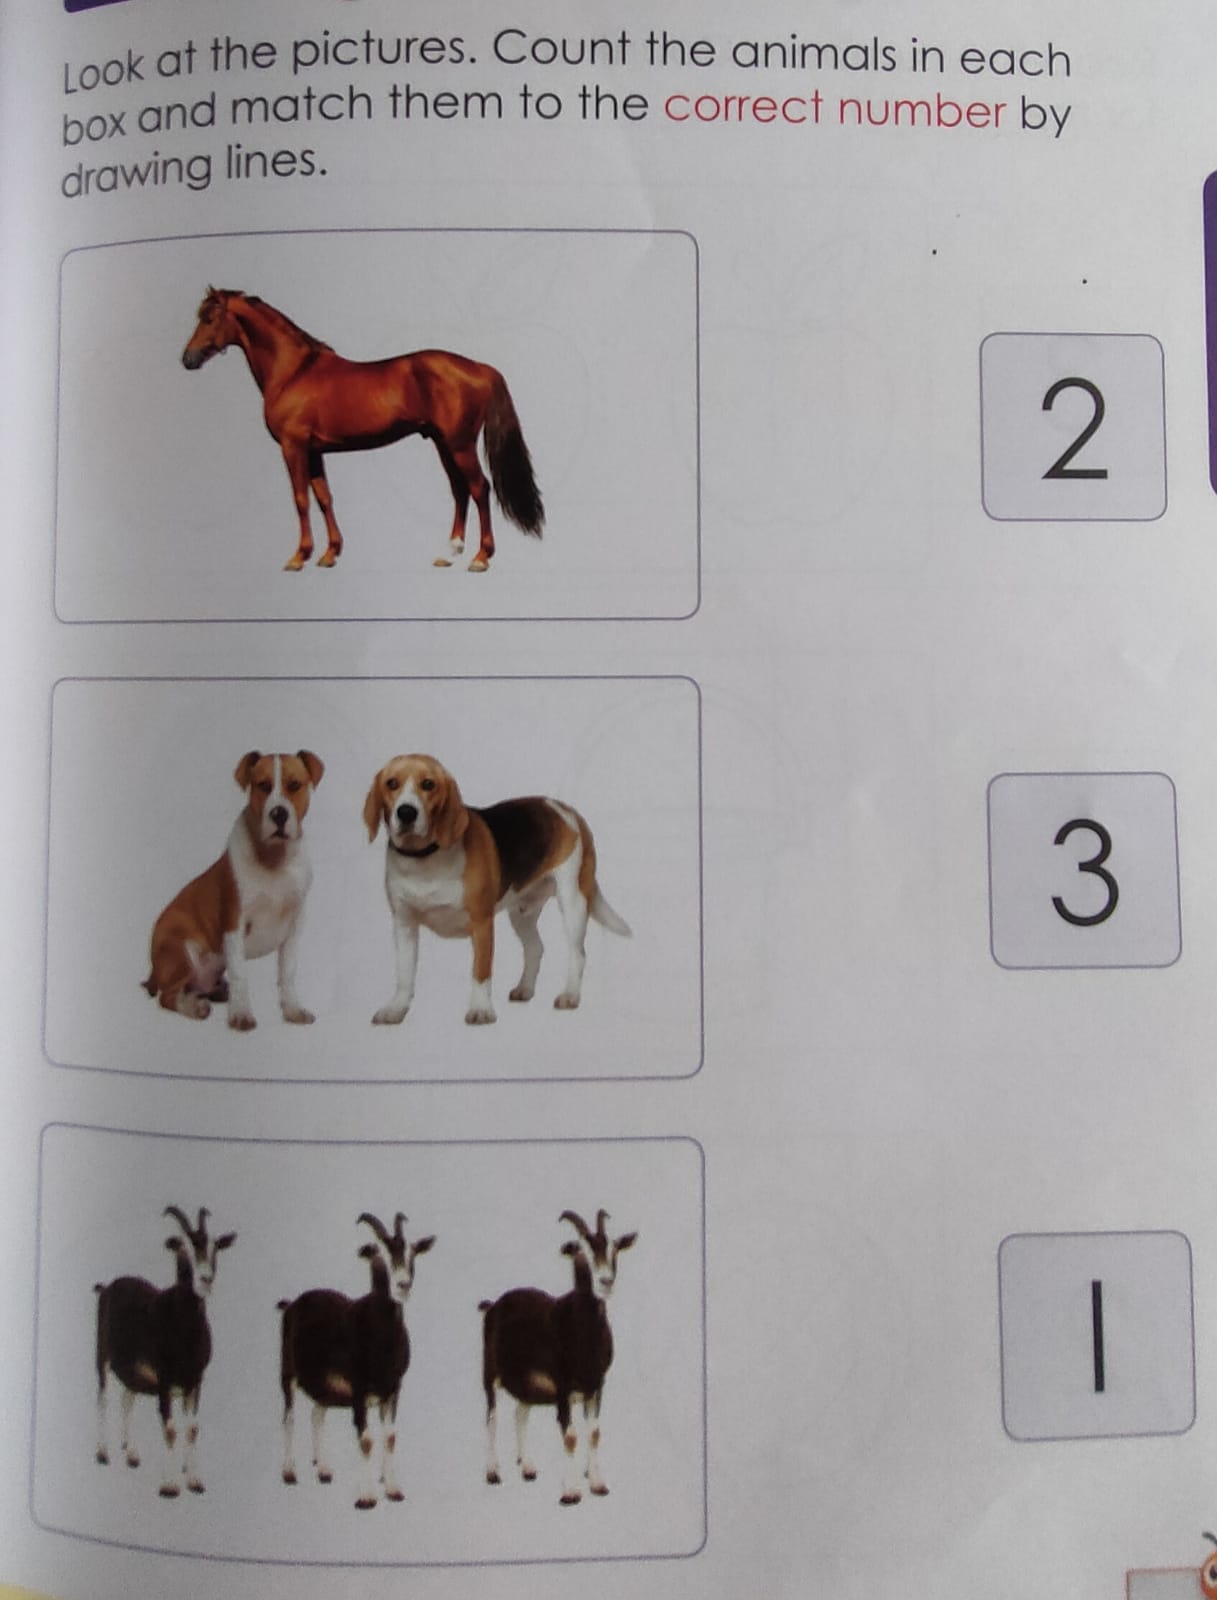 Look at the pictures. Count the animals in each
box and match them to the correct number by
drawing lines.
2
3
1